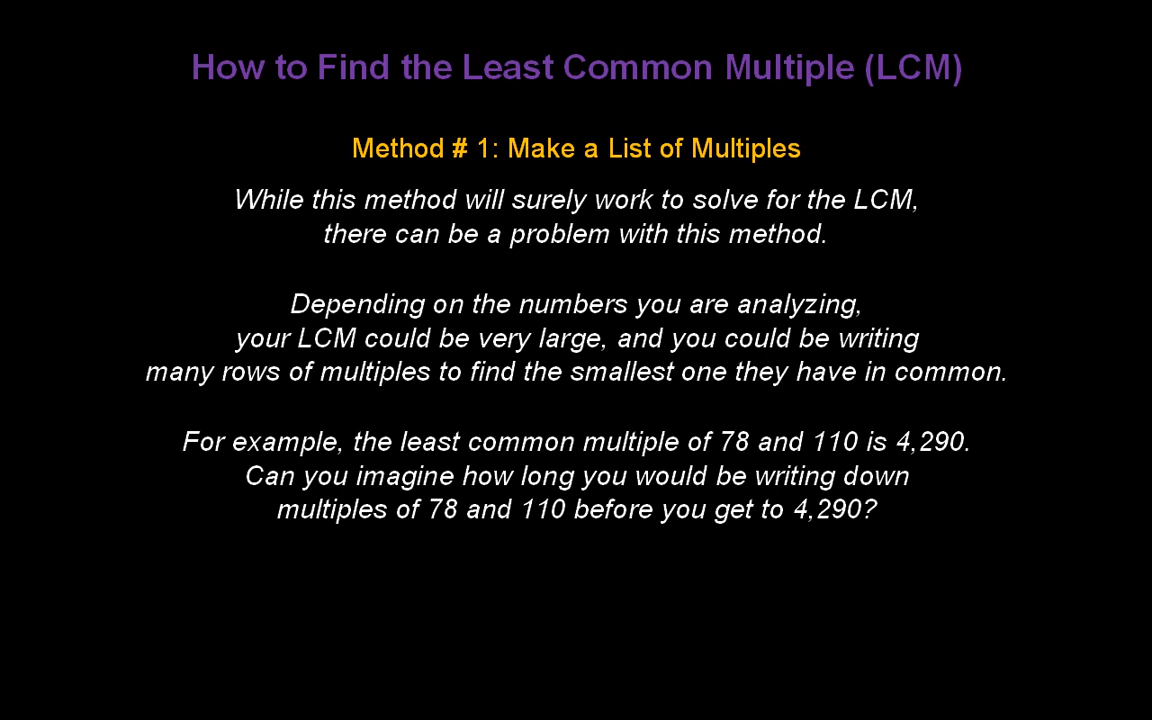 How to Find the Least Common Multiple (LCM)
Method # 1: Make a List of Multiples
While this method will surely work to solve for the LCM,
there can be a problem with this method.
Depending on the numbers you are analyzing,
your LCM could be very large, and you could be writing
many rows of multiples to find the smallest one they have in common.
For example, the least common multiple of 78 and 110 is 4,290.
Can you imagine how long you would be writing down
multiples of 78 and 110 before you get to 4,290?